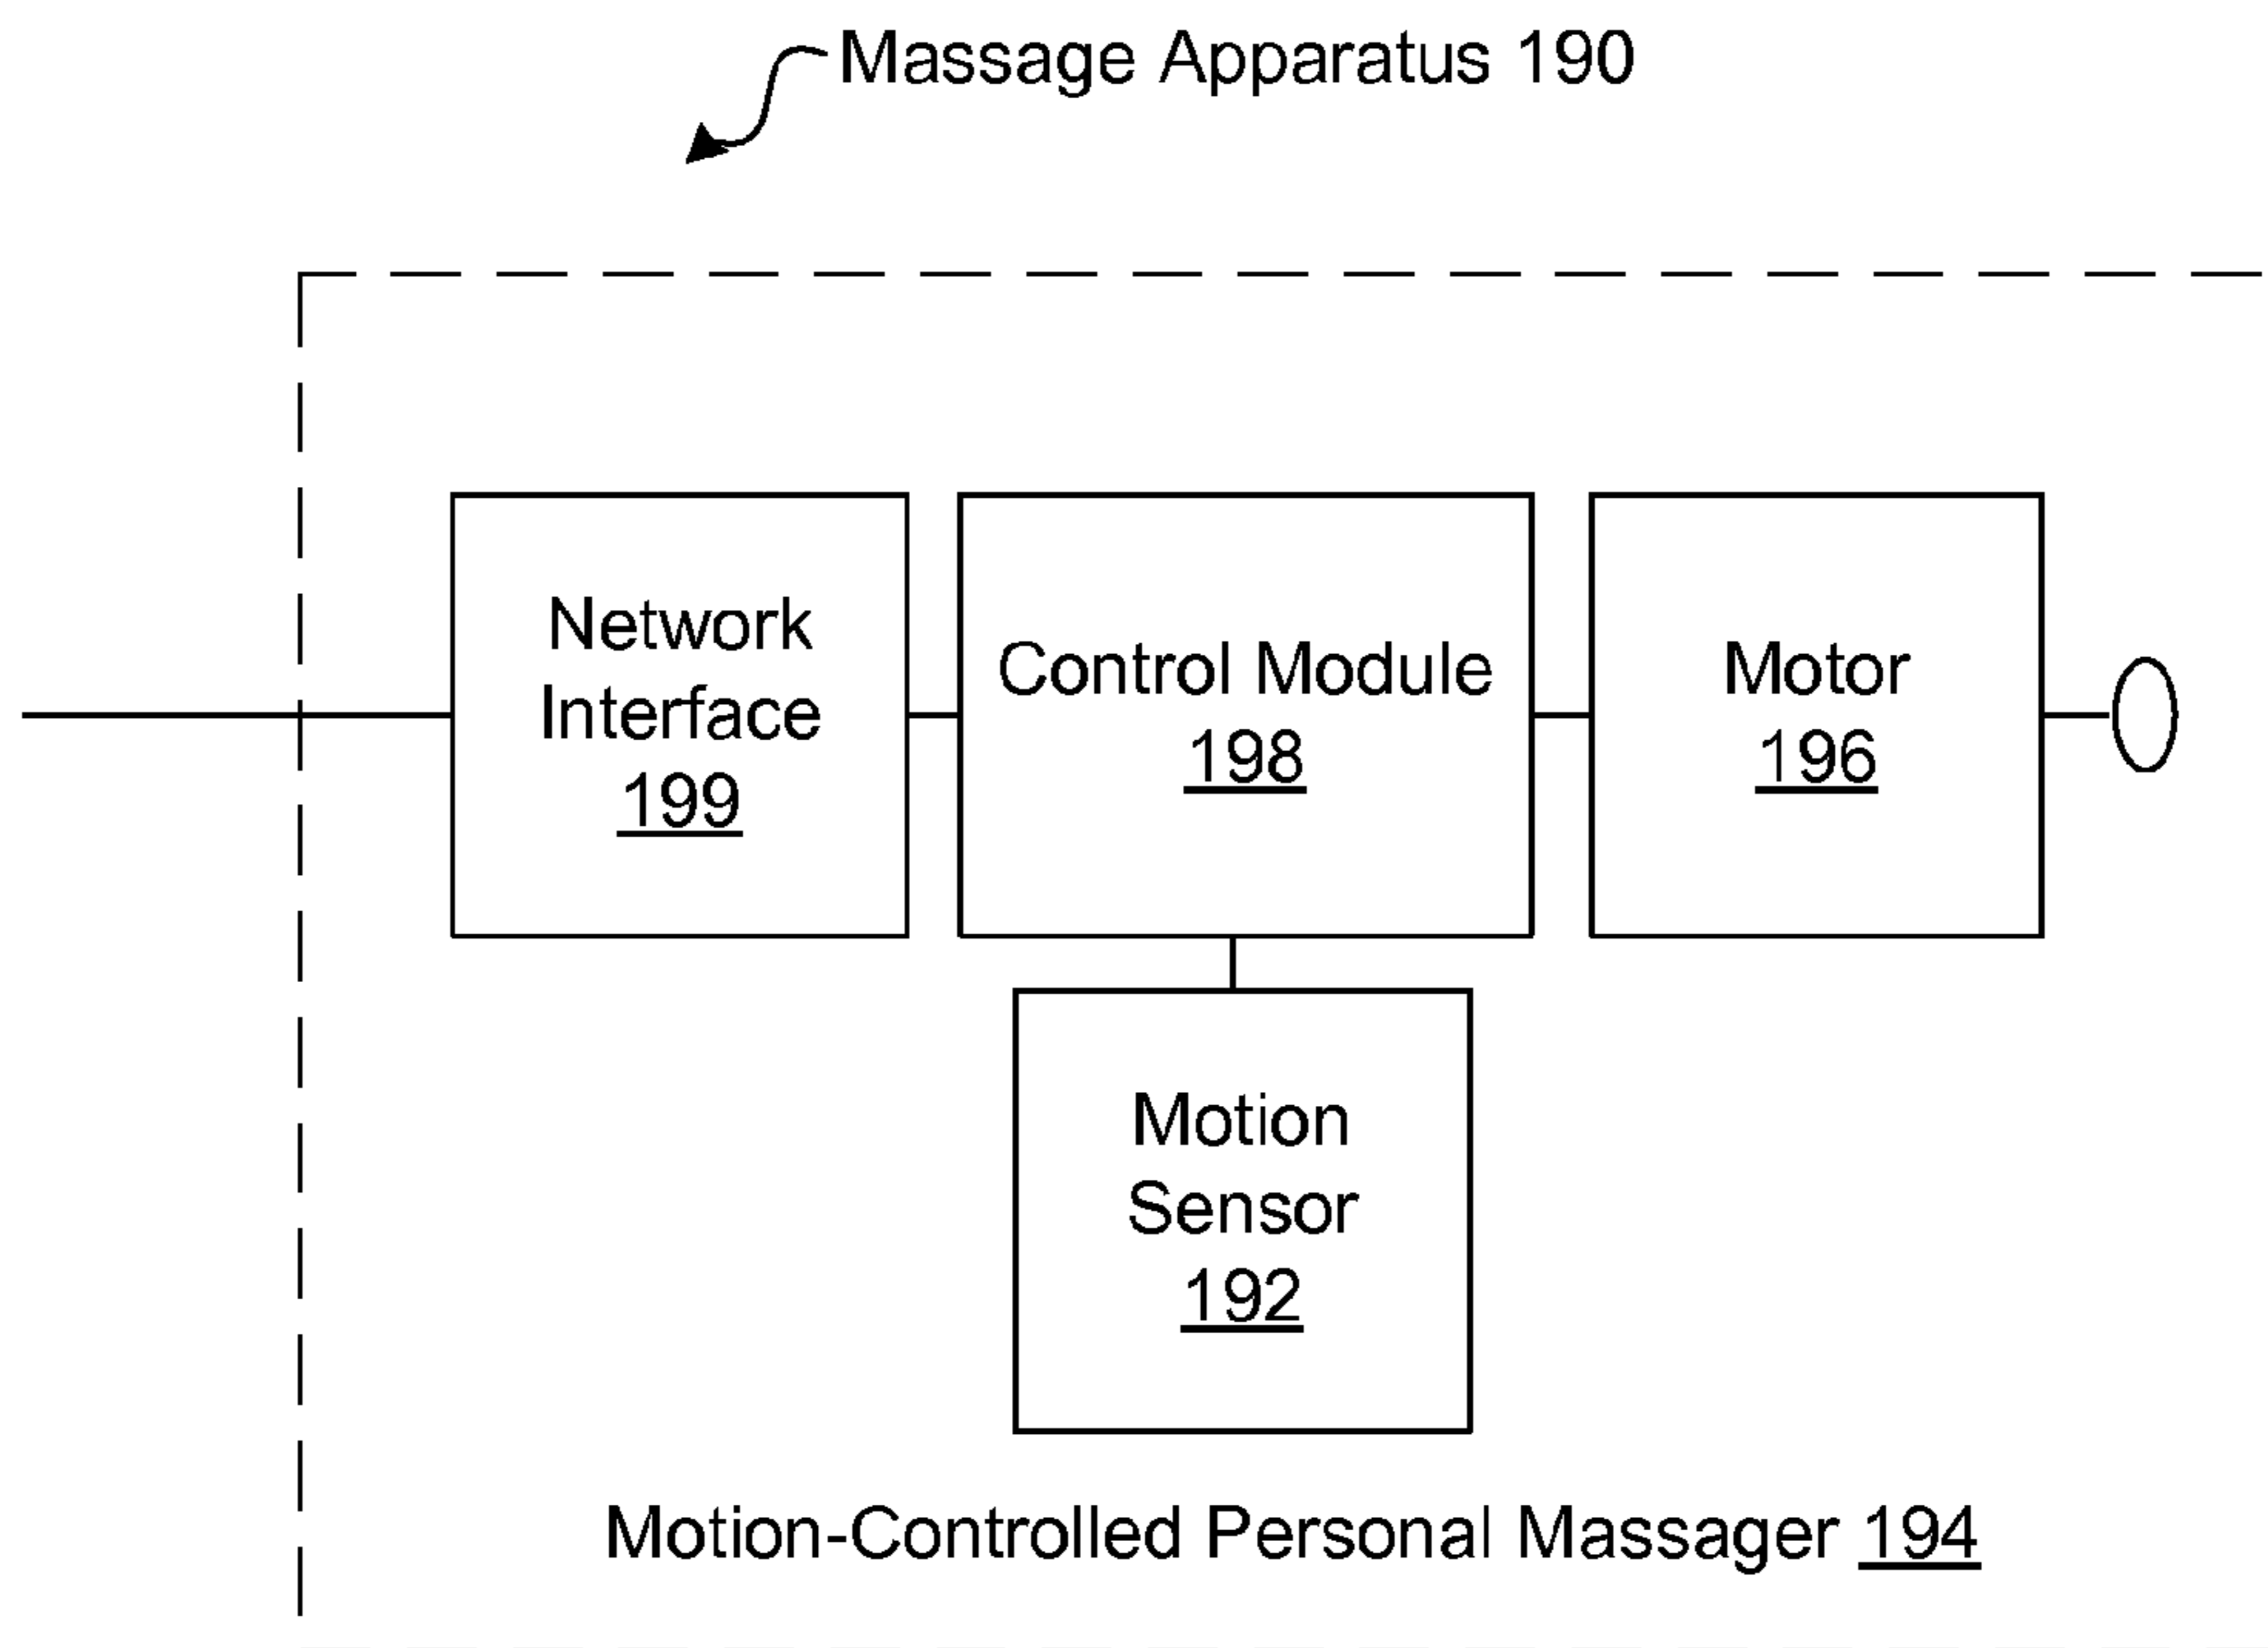 Massage Apparatus 190
Network
Interface
199
Control Module
198
Motor
196
Motion
Sensor
192
Motion-Controlled Personal Massager 194